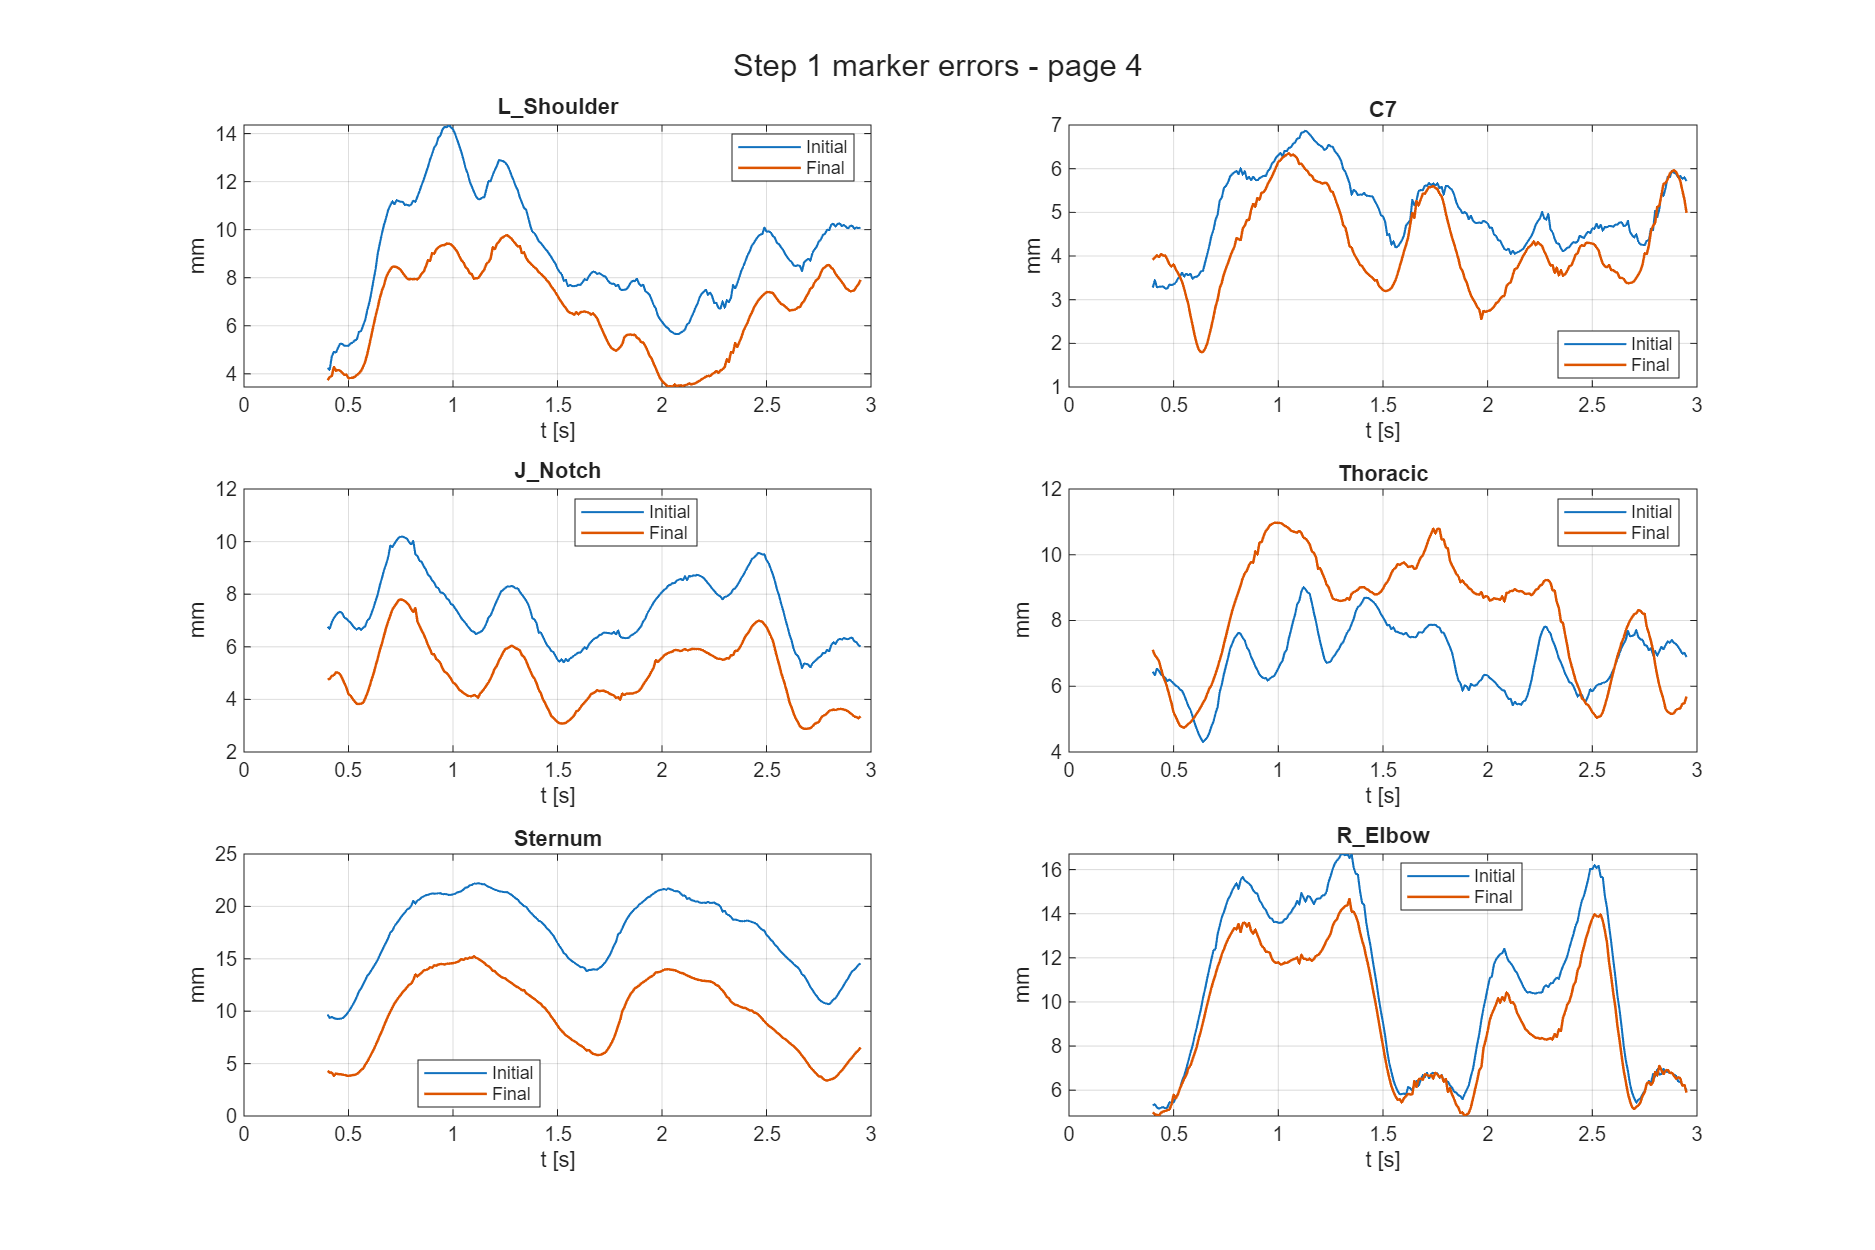 Step 1 marker errors - page 4
L_Shoulder
14
12
10
8
6
4
mm
0 0.5 1 1.5 2 2.5 3
t [s]
Initial
Final
C7
7
6
5
4
3
2
1
mm
0 0.5 1 1.5 2 2.5 3
t [s]
Initial
Final
J_Notch
12
10
8
6
4
2
mm
0 0.5 1 1.5 2 2.5 3
t [s]
Initial
Final
Thoracic
12
10
8
6
4
mm
0 0.5 1 1.5 2 2.5 3
t [s]
Initial
Final
Sternum
25
20
15
10
5
0
mm
0 0.5 1 1.5 2 2.5 3
t [s]
Initial
Final
R_Elbow
16
14
12
10
8
6
mm
0 0.5 1 1.5 2 2.5 3
t [s]
Initial
Final